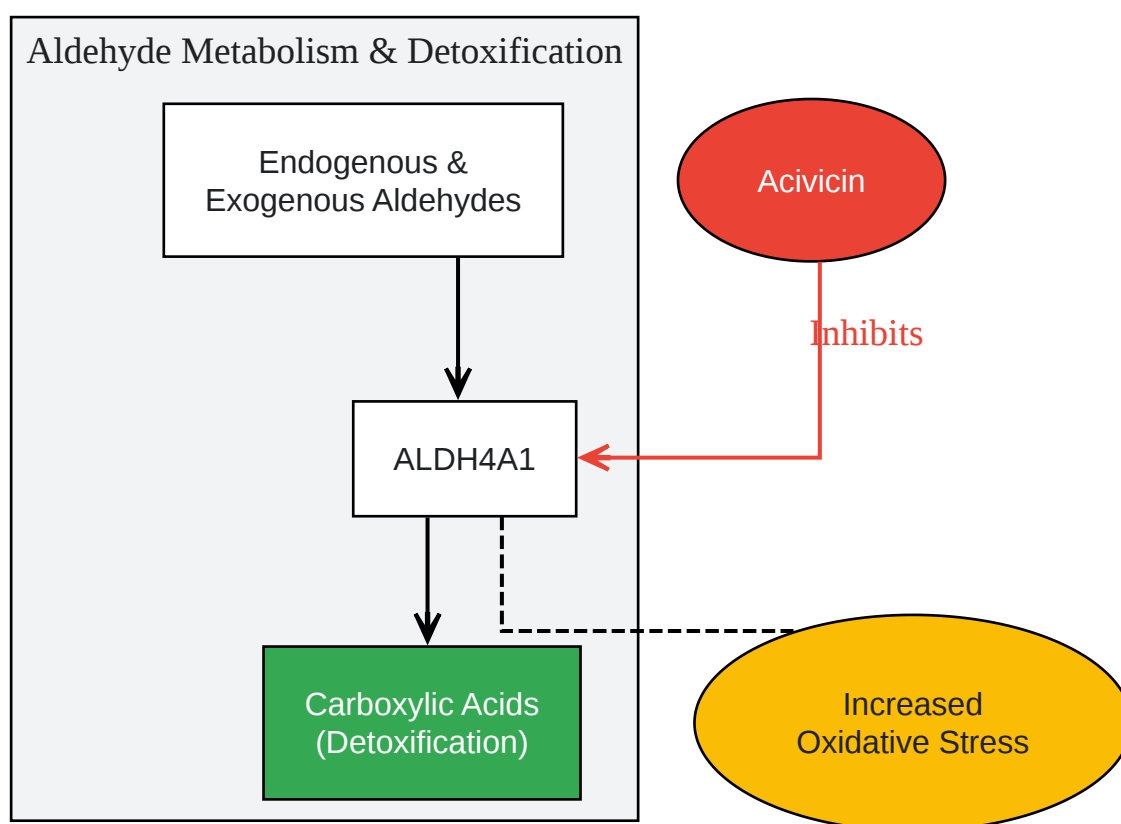 Aldehyde Metabolism & Detoxification
Endogenous &
Exogenous Aldehydes
Acivicin
Inhibits
ALDH4A1
Carboxylic Acids
(Detoxification)
Increased
Oxidative Stress